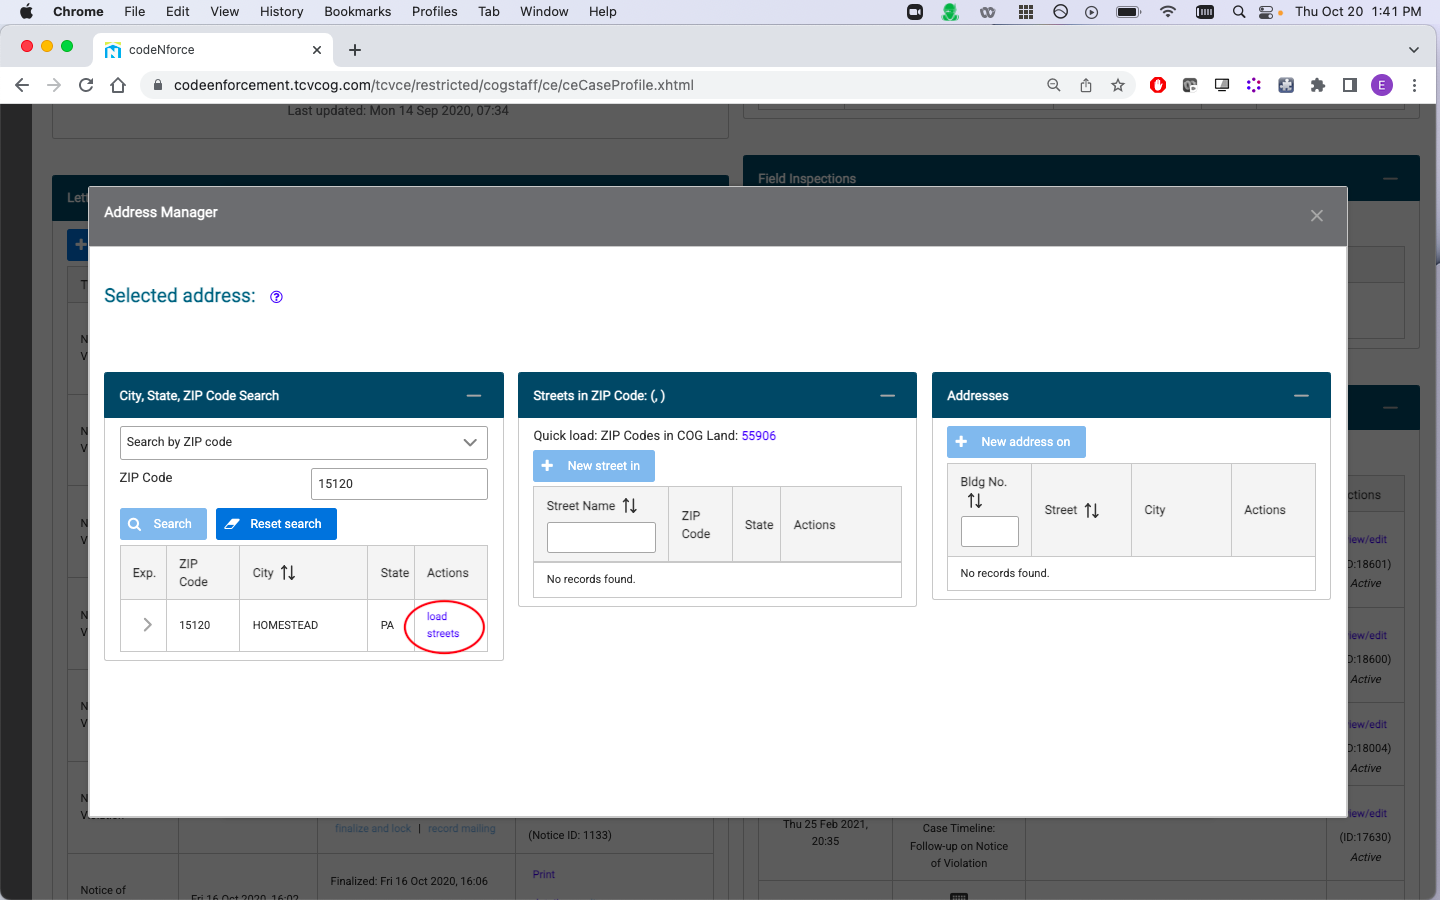 Chrome File Edit View History Bookmarks Profiles Tab Window Help Thu Oct 20 1:41 PM
codeNforce
codeenforcement.tcvcog.com/tcvce/restricted/cogstaff/ce/ceCaseProfile.xhtml
E
Last updated: Mon 14 Sep 2020, 07:34
Field Inspections
Address Manager
Selected address:
City, State, ZIP Code Search
Search by ZIP code
ZIP Code 15120
Search Reset search
Exp. ZIP Code City State Actions
15120 HOMESTEAD PA load streets
Streets in ZIP Code: (, )
Quick load: ZIP Codes in COG Land: 55906
New street in
Street Name ZIP Code State Actions
No records found.
Addresses
New address on
Bldg No. Street City Actions
No records found.
iew/edit
D:18601)
Active
iew/edit
D:18600)
Active
iew/edit
D:18004)
Active
iew/edit
(ID:17630)
Active
finalize and lock | record mailing
(Notice ID: 1133)
Thu 25 Feb 2021,
20:35
Case Timeline:
Follow-up on Notice
of Violation
Notice of
Fri 16 Oct 2020, 16:02
Finalized: Fri 16 Oct 2020, 16:06
Print